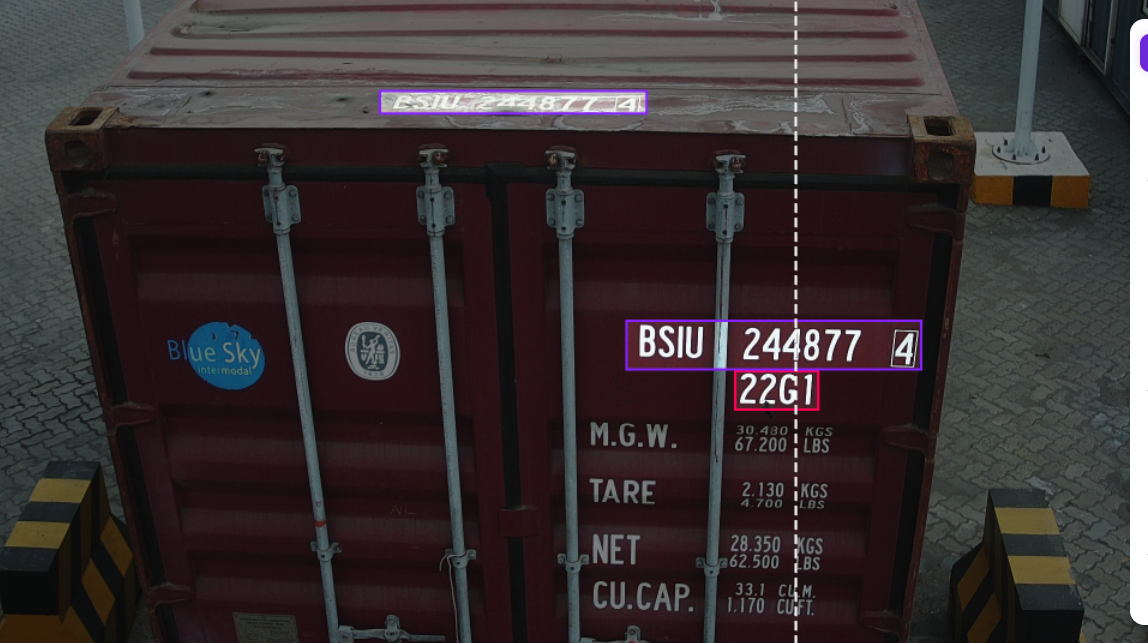 BSIU 244877 4
Blue Sky
intermodal
BSIU 244877 4
22G1
M.G.W. 30.480 KGS
67.200 LBS
TARE 2.130 KGS
4.700 LBS
NET 28.350 KGS
62.500 LBS
CU.CAP. 33.1 CU.M.
1.170 CU.FT.